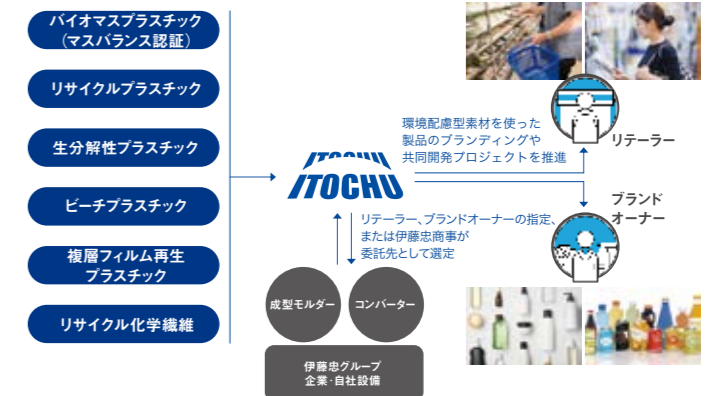 バイオマスプラスチック
(マスバランス認証)
リサイクルプラスチック
生分解性プラスチック
ビーチプラスチック
複層フィルム再生
プラスチック
リサイクル化学繊維
ITOCHU
ITOCHU
環境配慮型素材を使った
製品のブランディングや
共同開発プロジェクトを推進
リテーラー
ブランド
オーナー
リテーラー、ブランドオーナーの指定、
または伊藤忠商事が
委託先として選定
成型モルダー
コンバーター
伊藤忠グループ
企業・自社設備